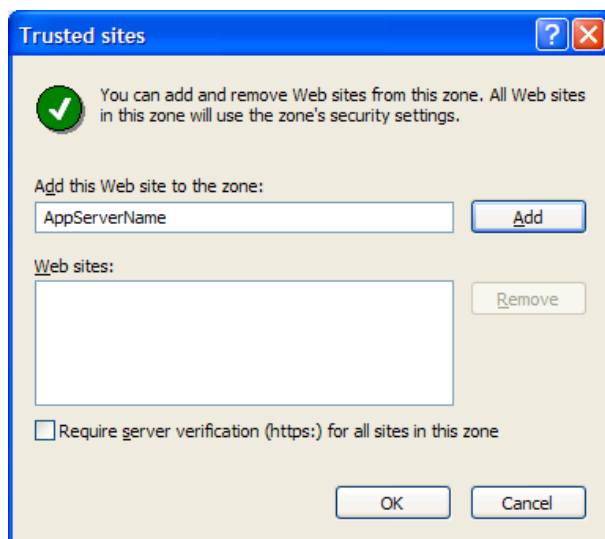 Trusted sites
You can add and remove Web sites from this zone. All Web sites
in this zone will use the zone's security settings.
Add this Web site to the zone:
AppServerName
Add
Web sites:
Remove
Require server verification (https:) for all sites in this zone
OK
Cancel